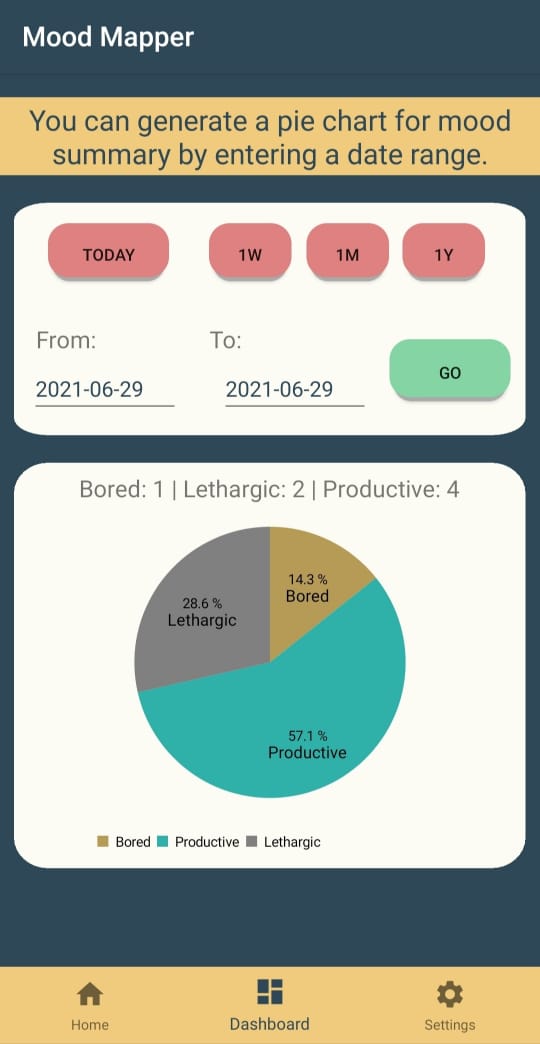 Mood Mapper
You can generate a pie chart for mood
summary by entering a date range.
TODAY 1W 1M 1Y
From: To:
2021-06-29 2021-06-29 GO
Bored: 1 | Lethargic: 2 | Productive: 4
14.3 %
Bored
28.6 %
Lethargic
57.1 %
Productive
Bored Productive Lethargic
Home Dashboard Settings